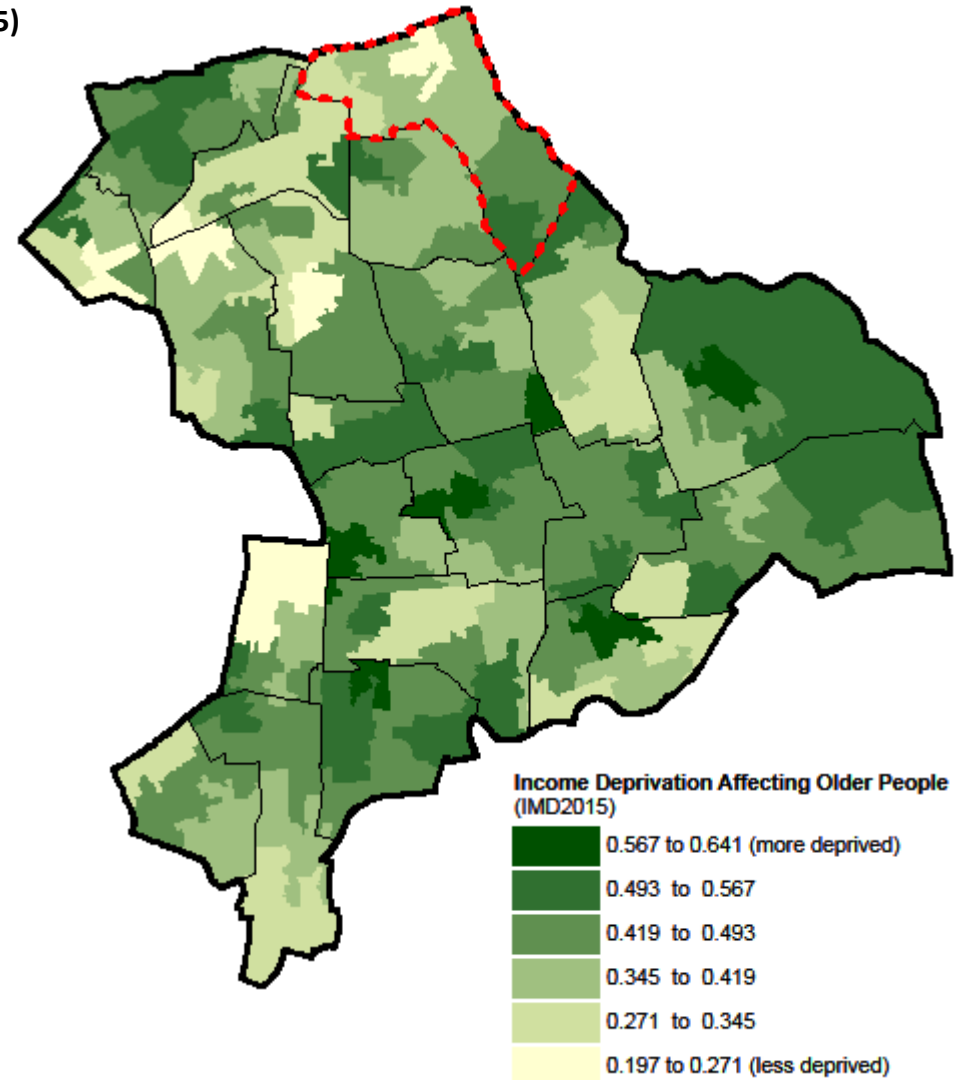 5)
Income Deprivation Affecting Older People
(IMD2015)
0.567 to 0.641 (more deprived)
0.493 to 0.567
0.419 to 0.493
0.345 to 0.419
0.271 to 0.345
0.197 to 0.271 (less deprived)